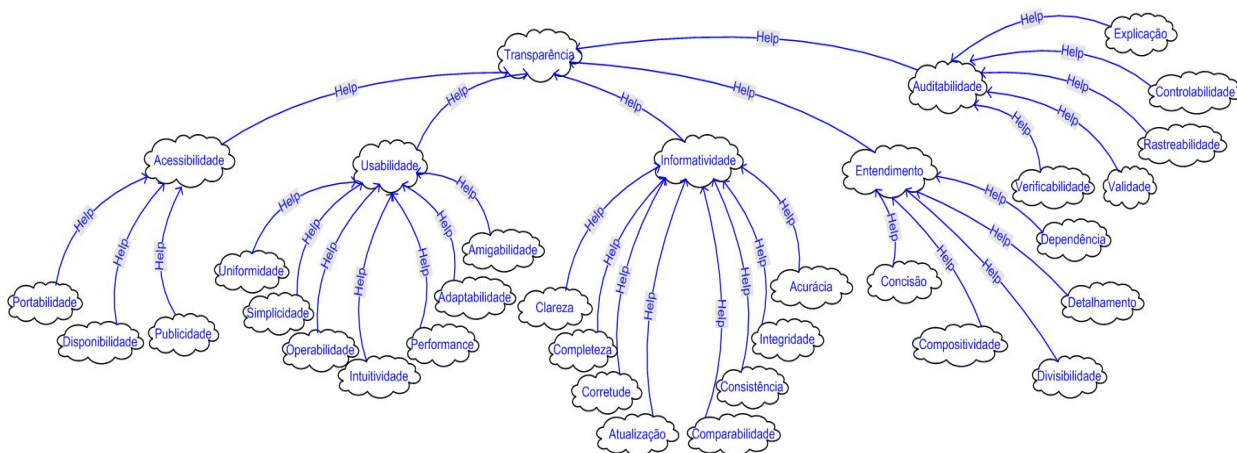 Transparência
Help
Help
Help
Help
Help
Acessibilidade
Help
Help
Help
Portabilidade
Disponibilidade
Publicidade
Usabilidade
Help
Help
Help
Help
Help
Help
Help
Uniformidade
Simplicidade
Operabilidade
Intuitividade
Performance
Adaptabilidade
Amigabilidade
Informatividade
Help
Help
Help
Help
Help
Help
Help
Help
Clareza
Completeza
Corretude
Atualização
Comparabilidade
Consistência
Integridade
Acurácia
Entendimento
Help
Help
Help
Help
Help
Concisão
Compositividade
Divisibilidade
Detalhamento
Dependência
Auditabilidade
Help
Help
Help
Help
Help
Explicação
Controlabilidade
Rastreabilidade
Validade
Verificabilidade